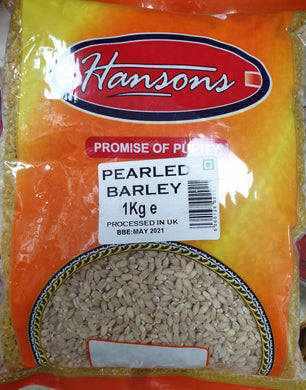 Hansons
PROMISE OF PURITY
PEARLED
BARLEY
1Kg e
PROCESSED IN UK
BBE:MAY 2021